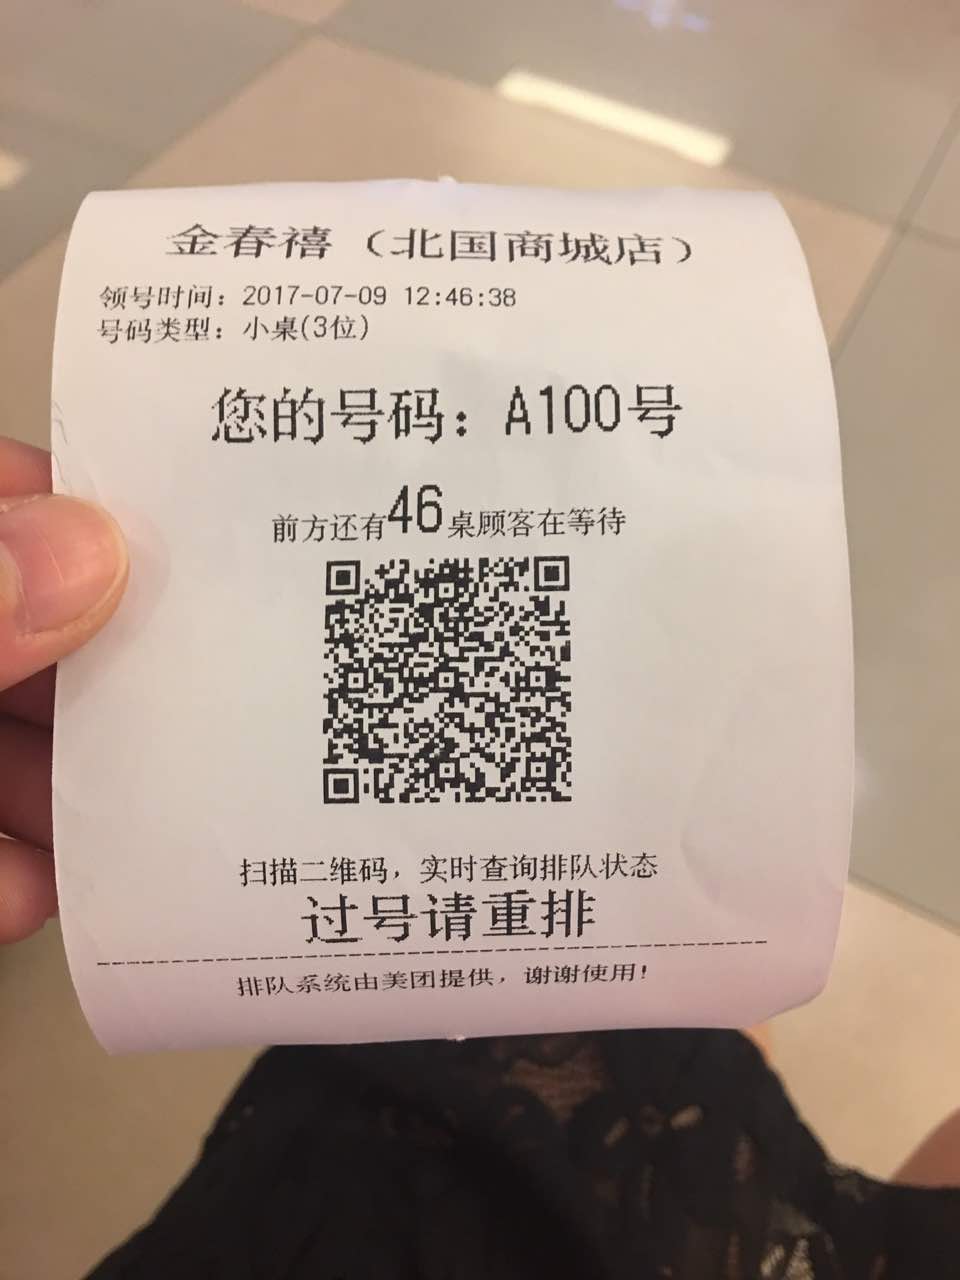 金春禧（北国商城店）
领号时间：2017-07-09 12:46:38
号码类型：小桌(3位)
您的号码：A100号
前方还有46桌顾客在等待
扫描二维码，实时查询排队状态
过号请重排
排队系统由美团提供，谢谢使用！